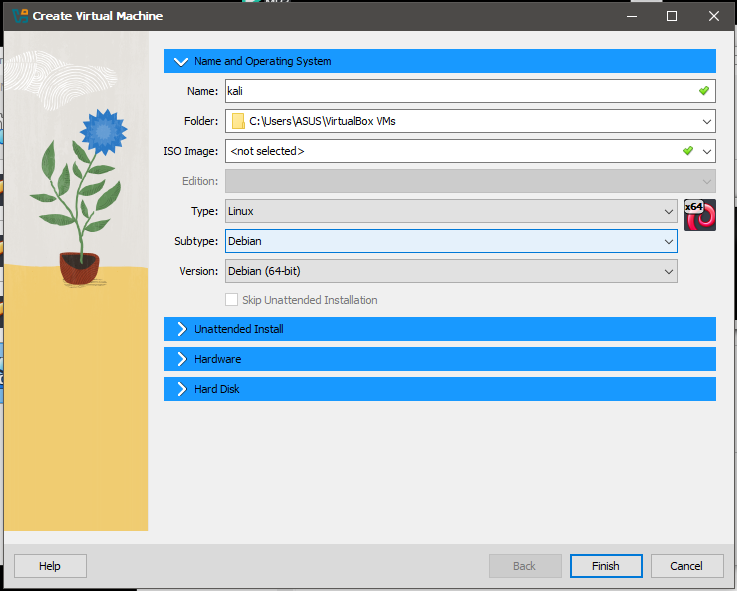 Create Virtual Machine
Name and Operating System
Name: kali
Folder: C:\Users\ASUS\VirtualBox VMs
ISO Image: <not selected>
Edition:
Type: Linux
x64
Subtype: Debian
Version: Debian (64-bit)
Skip Unattended Installation
Unattended Install
Hardware
Hard Disk
Help Back Finish Cancel